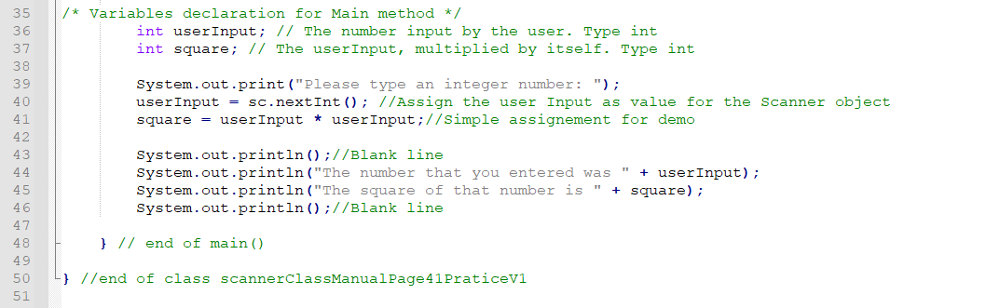 35 /* Variables declaration for Main method */
36 int userInput; // The number input by the user. Type int
37 int square; // The userInput, multiplied by itself. Type int
38
39 System.out.print("Please type an integer number: ");
40 userInput = sc.nextInt(); //Assign the user Input as value for the Scanner object
41 square = userInput * userInput;//Simple assignement for demo
42
43 System.out.println();//Blank line
44 System.out.println("The number that you entered was " + userInput);
45 System.out.println("The square of that number is " + square);
46 System.out.println();//Blank line
47
48 } // end of main()
49
50 } //end of class scannerClassManualPage41PraticeV1
51